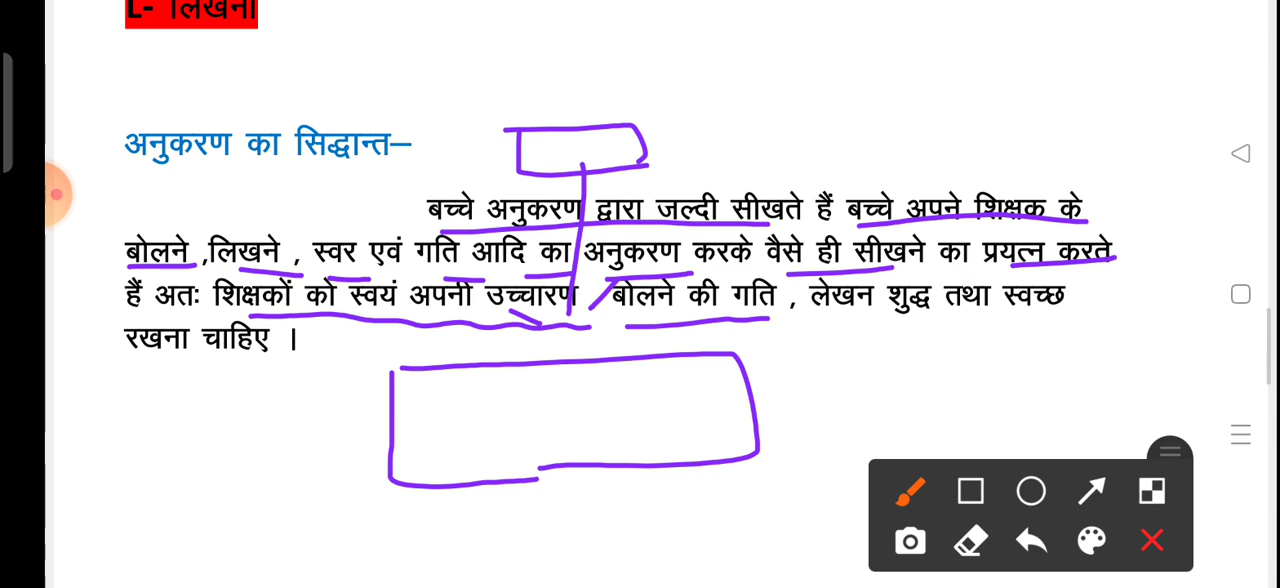 L- लिखना
अनुकरण का सिद्धान्त–
बच्चे अनुकरण द्वारा जल्दी सीखते हैं बच्चे अपने शिक्षक के
बोलने ,लिखने , स्वर एवं गति आदि का अनुकरण करके वैसे ही सीखने का प्रयत्न करते
हैं अतः शिक्षकों को स्वयं अपनी उच्चारण बोलने की गति , लेखन शुद्ध तथा स्वच्छ
रखना चाहिए ।